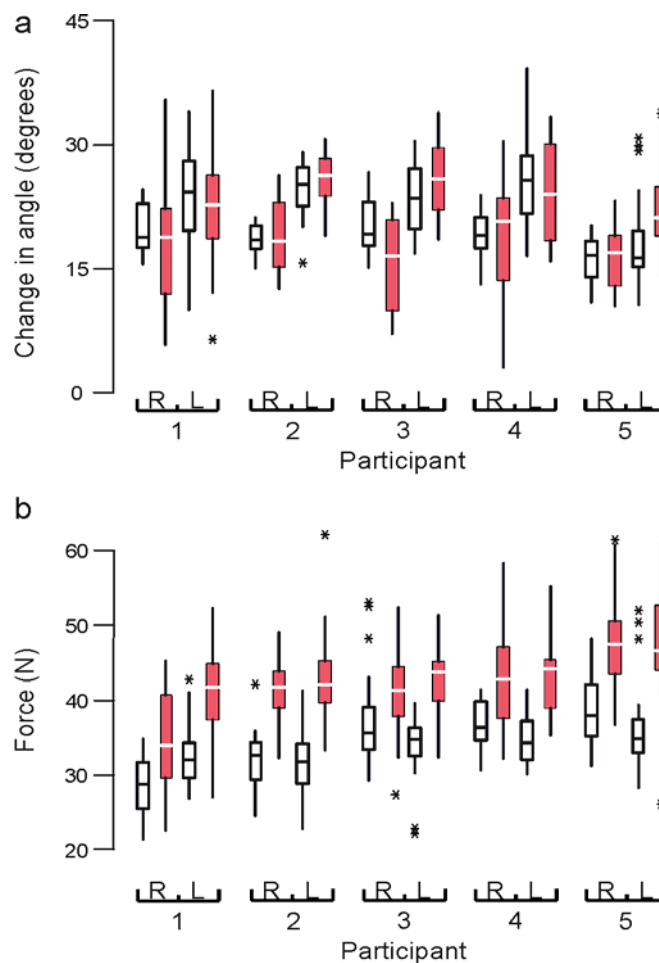 a
45
30
15
0
Change in angle (degrees)
R L R L R L R L R L
1 2 3 4 5
Participant
b
60
50
40
30
20
Force (N)
R L R L R L R L R L
1 2 3 4 5
Participant